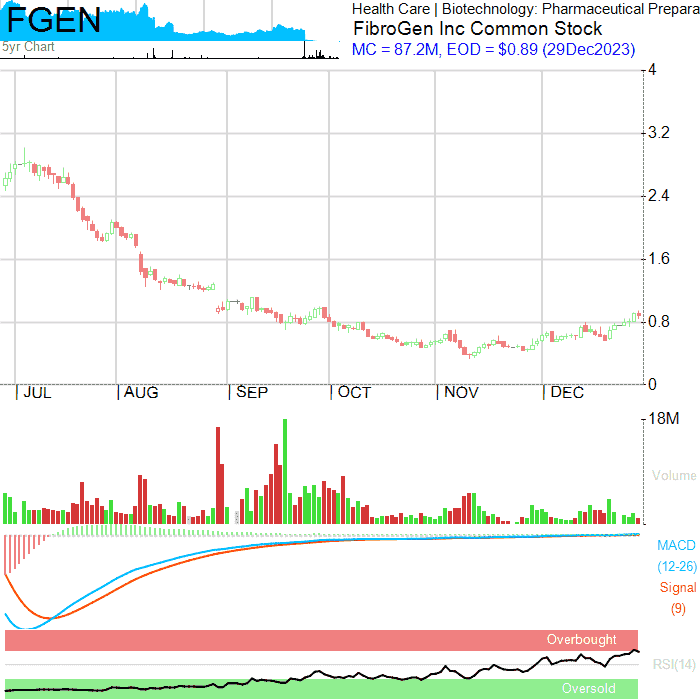 FGEN
5yr Chart
Health Care | Biotechnology: Pharmaceutical Prepara
FibroGen Inc Common Stock
MC = 87.2M, EOD = $0.89 (29Dec2023)
4
3.2
2.4
1.6
0.8
0
JUL AUG SEP OCT NOV DEC
18M
Volume
MACD
(12-26)
Signal
(9)
Overbought
RSI(14)
Oversold